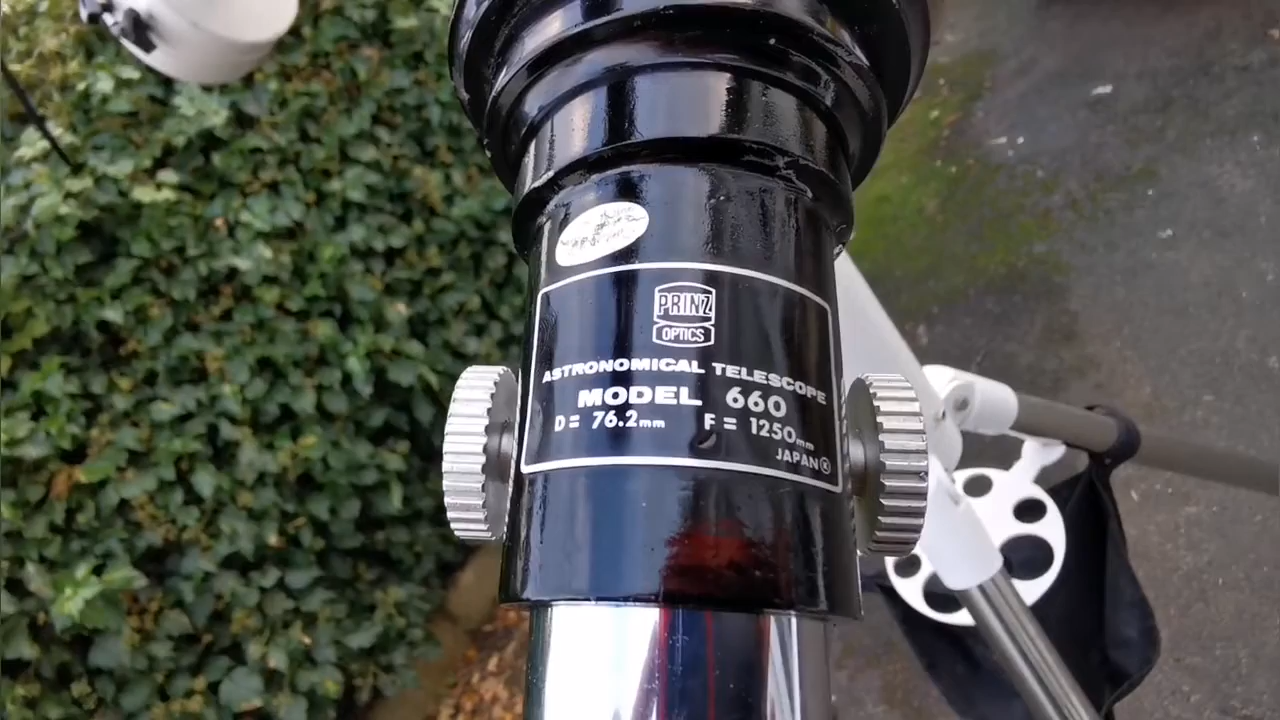 PRINZ
OPTICS
ASTRONOMICAL TELESCOPE
MODEL 660
D= 76.2mm F= 1250mm
JAPAN Ⓚ